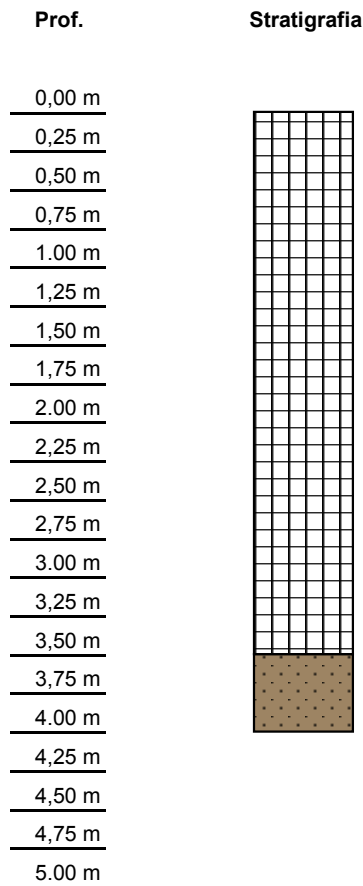 Prof. Stratigrafia
0,00 m
0,25 m
0,50 m
0,75 m
1.00 m
1,25 m
1,50 m
1,75 m
2.00 m
2,25 m
2,50 m
2,75 m
3.00 m
3,25 m
3,50 m
3,75 m
4.00 m
4,25 m
4,50 m
4,75 m
5.00 m